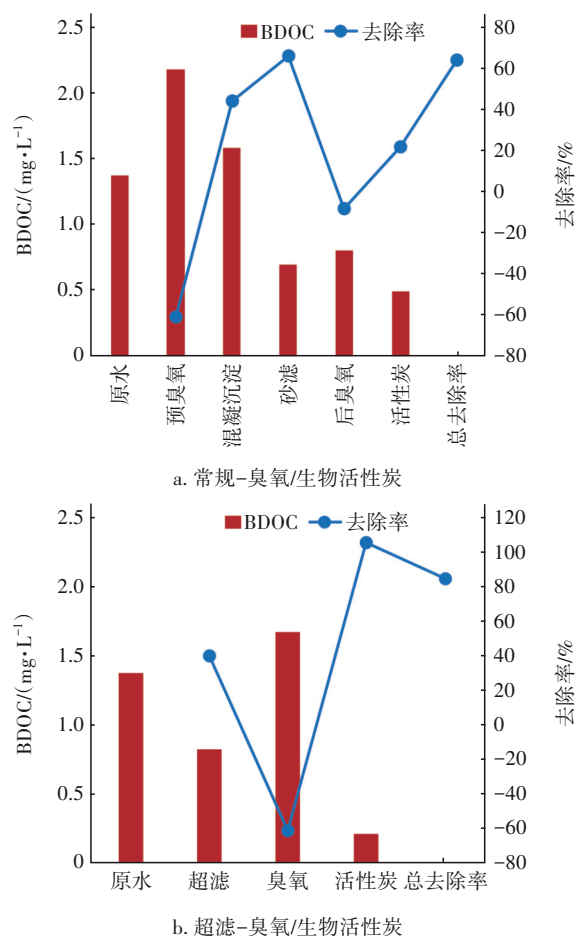 BDOC 去除率
BDOC/(mg•L⁻¹)
2.5
2.0
1.5
1.0
0.5
0
80
60
40
20
0
−20
−40
−60
−80
去除率/%
原水
预臭氧
混凝沉淀
砂滤
后臭氧
活性炭
总去除率
a. 常规-臭氧/生物活性炭
BDOC 去除率
BDOC/(mg•L⁻¹)
2.5
2.0
1.5
1.0
0.5
0
120
100
80
60
40
20
0
−20
−40
−60
−80
去除率/%
原水 超滤 臭氧 活性炭 总去除率
b. 超滤-臭氧/生物活性炭